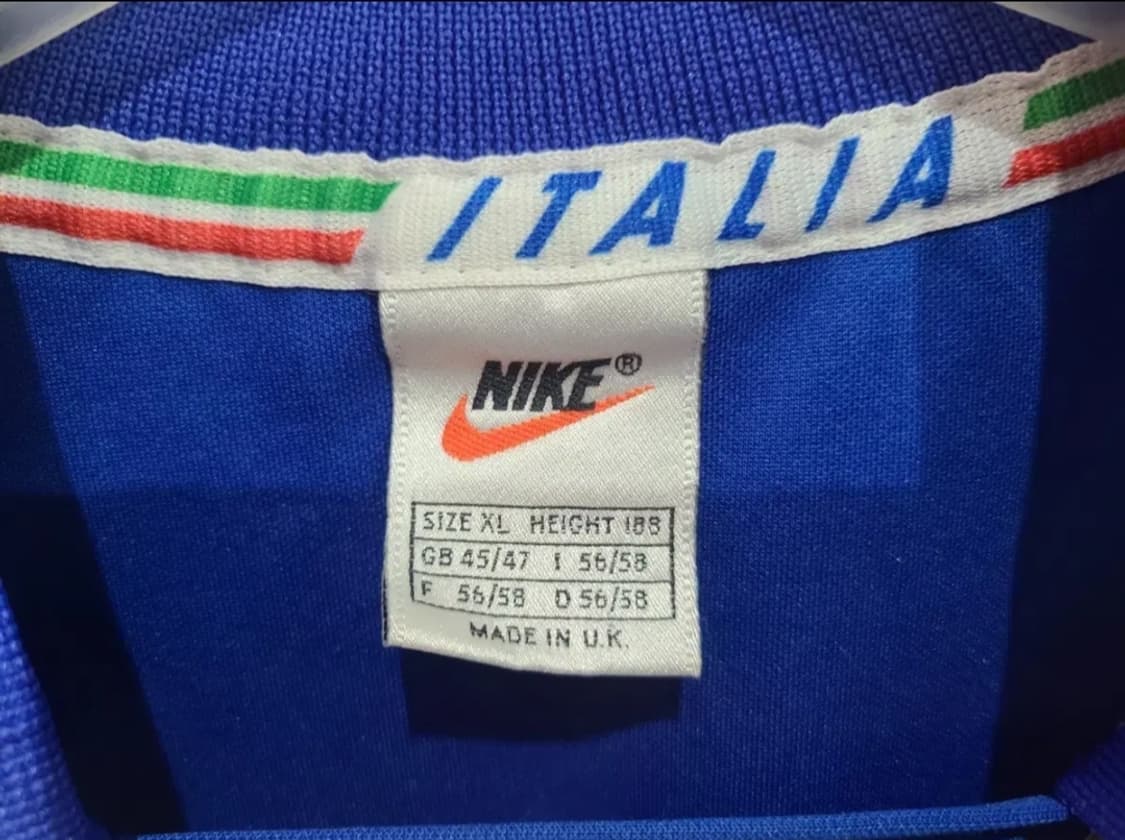 ITALIA
NIKE®
SIZE XL HEIGHT 188
GB 45/47 I 56/58
F 56/58 D 56/58
MADE IN U.K.